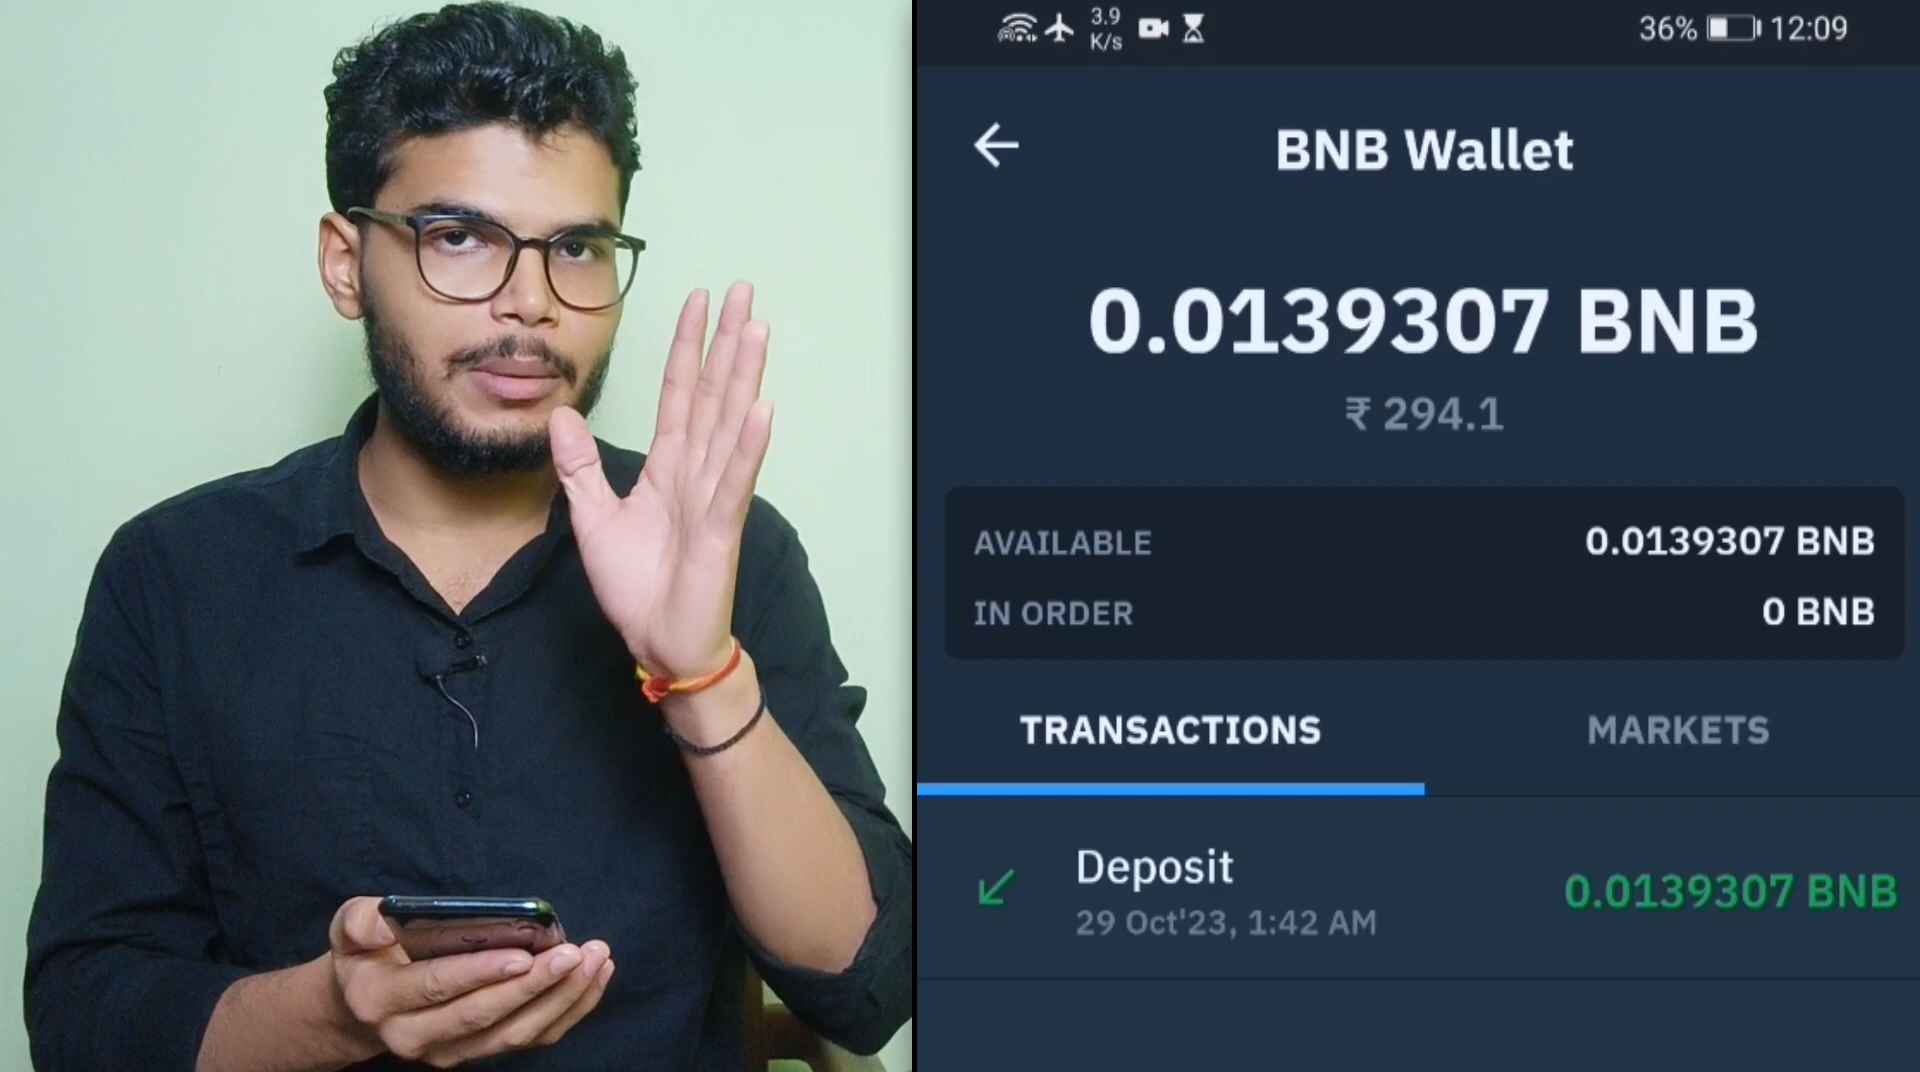 3.9
K/s
36%
12:09
BNB Wallet
0.0139307 BNB
₹ 294.1
AVAILABLE
0.0139307 BNB
IN ORDER
0 BNB
TRANSACTIONS
MARKETS
Deposit
0.0139307 BNB
29 Oct'23, 1:42 AM